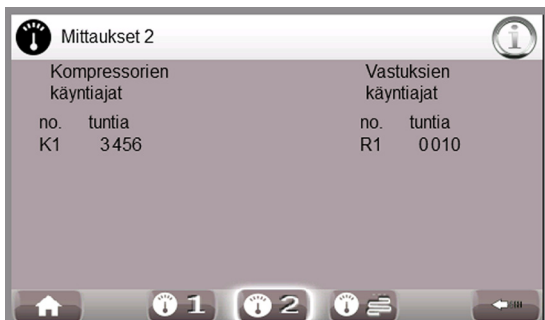 Mittaukset 2
Kompressorien
käyntiajat
no. tuntia
K1 3456
Vastuksien
käyntiajat
no. tuntia
R1 0010
1
2